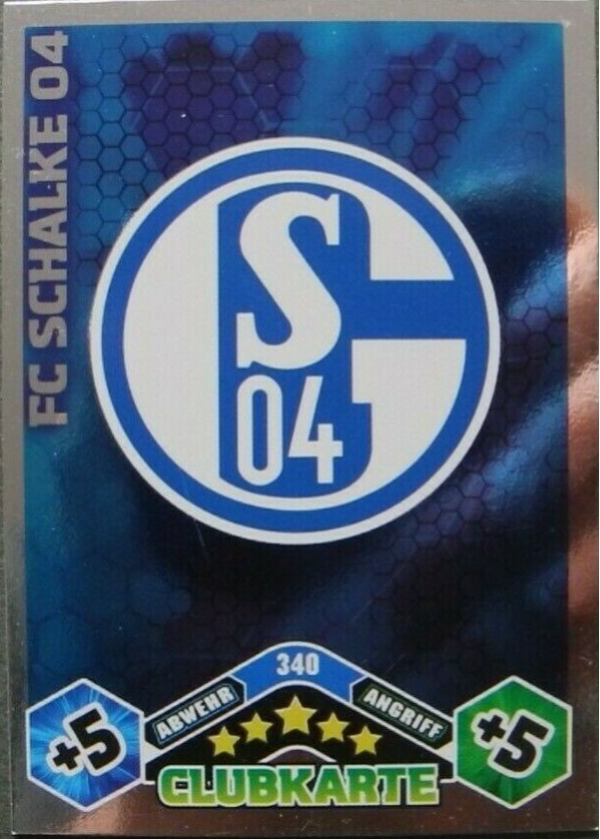 FC SCHALKE 04
S
04
340
ABWEHR
ANGRIFF
+5
+5
CLUBKARTE